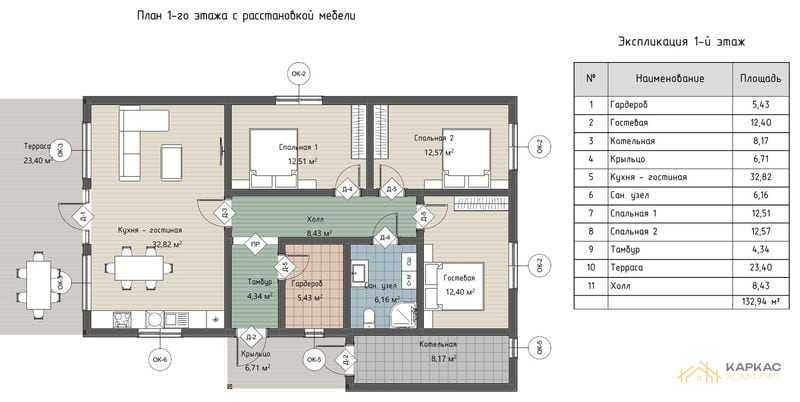 План 1-го этажа с расстановкой мебели
ОК-2
Терраса
23,40 м²
ОК-3
Д-1
ОК-3
Кухня - гостиная
32,82 м²
ОК-6
Спальная 1
12,51 м²
Спальная 2
12,57 м²
ОК-2
Д-4
Д-5
Д-3
Холл
8,43 м²
Д-6
ПР
Д-4
Д-5
Тамбур
4,34 м²
Гардероб
5,43 м²
Сан. узел
6,16 м²
СШ
Ст.М.
Гостевая
12,40 м²
ОК-2
Д-2
Крыльцо
6,71 м²
ОК-5
Д-2
Котельная
8,17 м²
ОК-5
Экспликация 1-й этаж
№ Наименование Площадь
1 Гардероб 5,43
2 Гостевая 12,40
3 Котельная 8,17
4 Крыльцо 6,71
5 Кухня - гостиная 32,82
6 Сан. узел 6,16
7 Спальная 1 12,51
8 Спальная 2 12,57
9 Тамбур 4,34
10 Терраса 23,40
11 Холл 8,43
132,94 м²
КАРКАС
КОМФОРТ